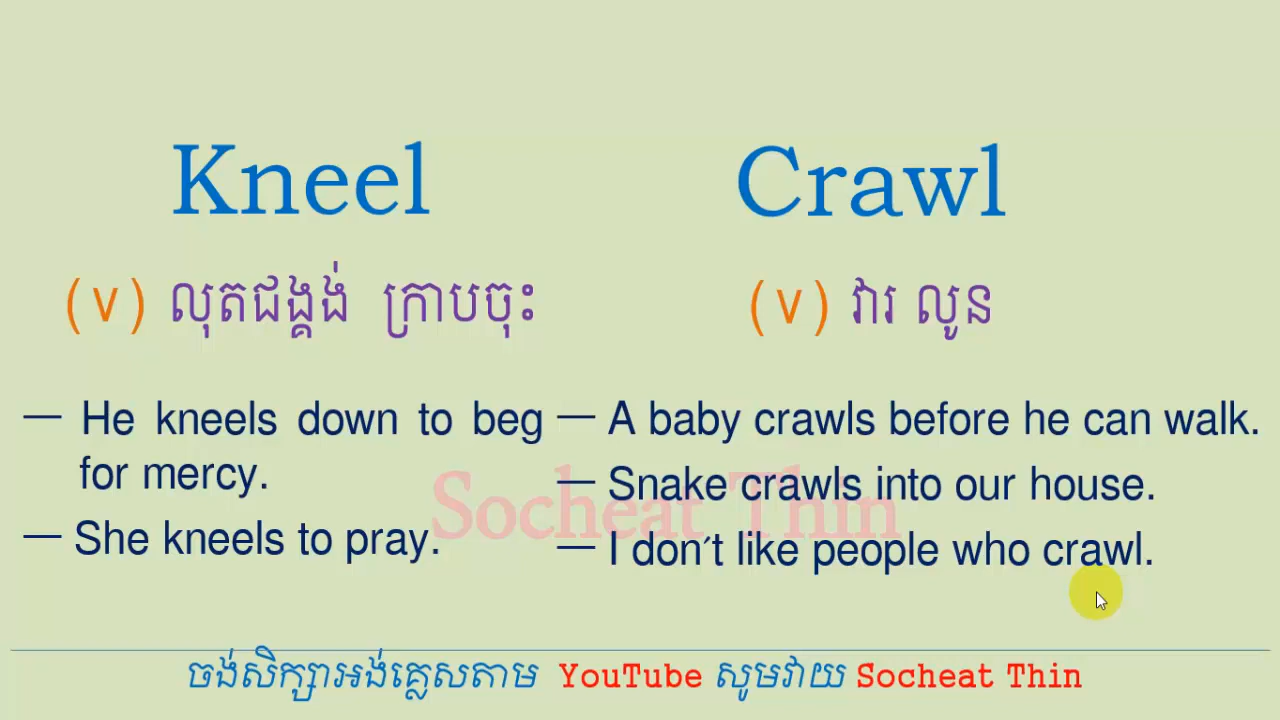 Kneel
(v) លុតជង្គង់ ក្រាបចុះ
— He kneels down to beg
for mercy.
— She kneels to pray.
Crawl
(v) វារ លូន
— A baby crawls before he can walk.
— Snake crawls into our house.
— I don′t like people who crawl.
Socheat Thin
ចង់សិក្សាអង់គ្លេសតាម YouTube សូមវាយ Socheat Thin